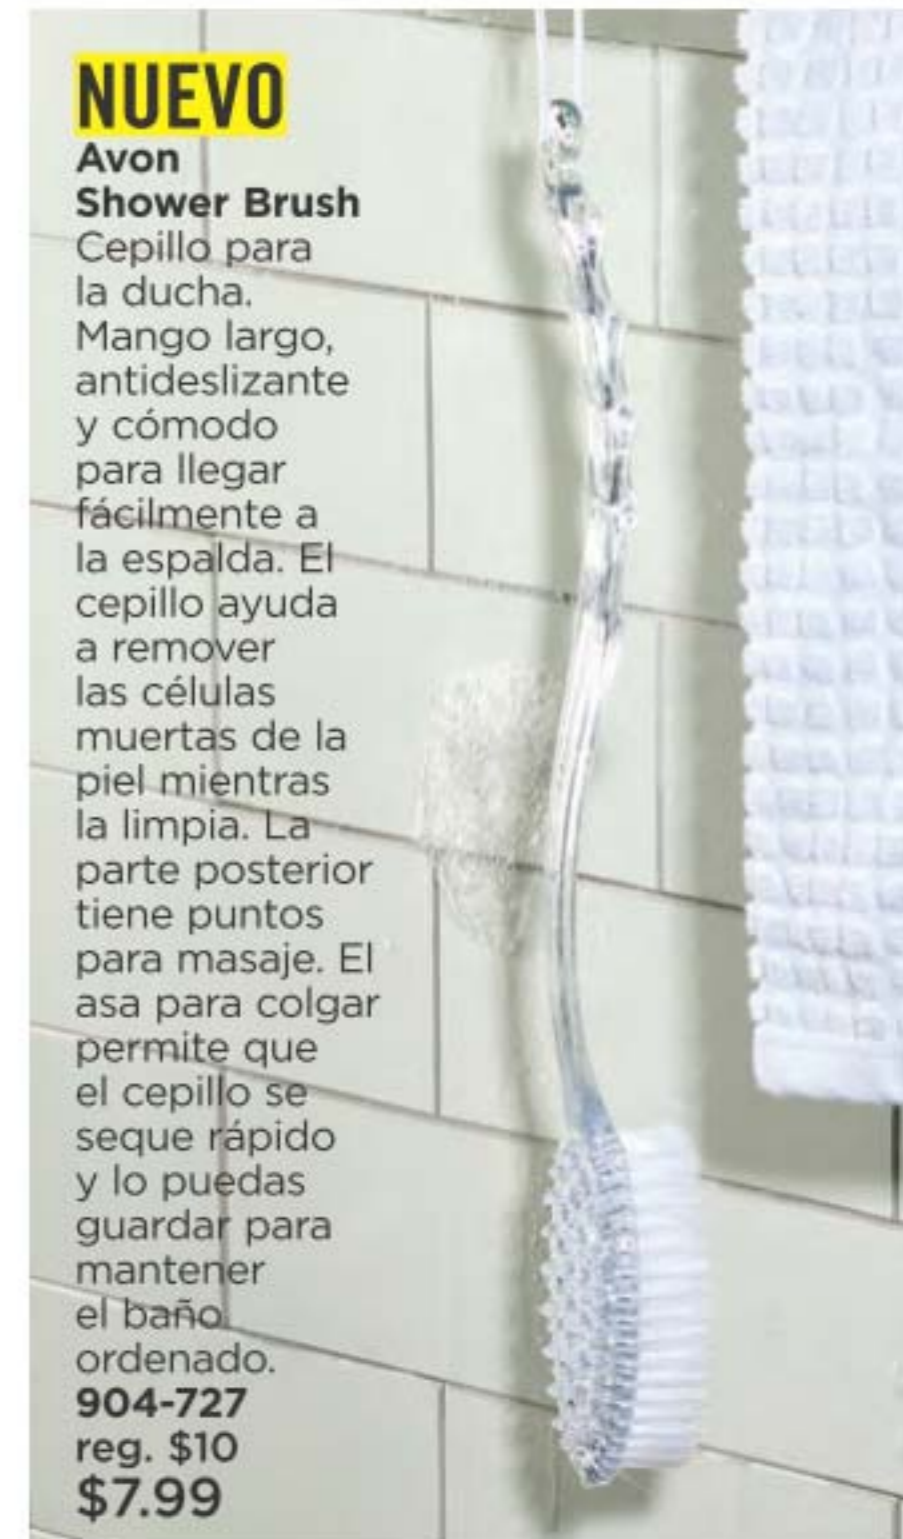 NUEVO
Avon
Shower Brush
Cepillo para
la ducha.
Mango largo,
antideslizante
y cómodo
para llegar
fácilmente a
la espalda. El
cepillo ayuda
a remover
las células
muertas de la
piel mientras
la limpia. La
parte posterior
tiene puntos
para masaje. El
asa para colgar
permite que
el cepillo se
seque rápido
y lo puedas
guardar para
mantener
el baño
ordenado.
904-727
reg. $10
$7.99